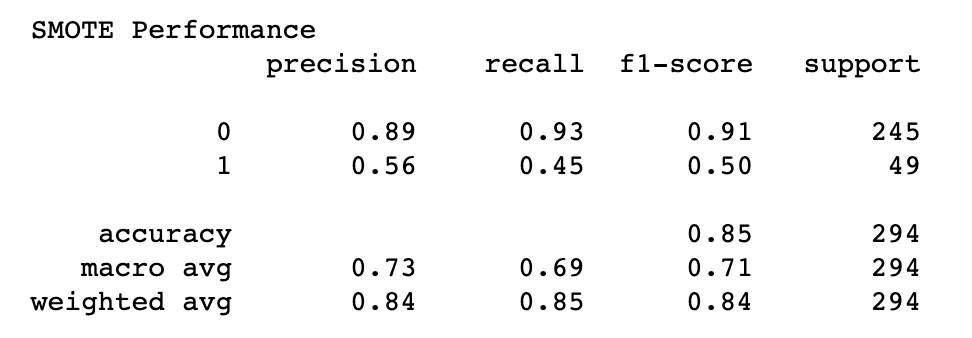 SMOTE Performance
precision recall f1-score support
0 0.89 0.93 0.91 245
1 0.56 0.45 0.50 49
accuracy 0.85 294
macro avg 0.73 0.69 0.71 294
weighted avg 0.84 0.85 0.84 294